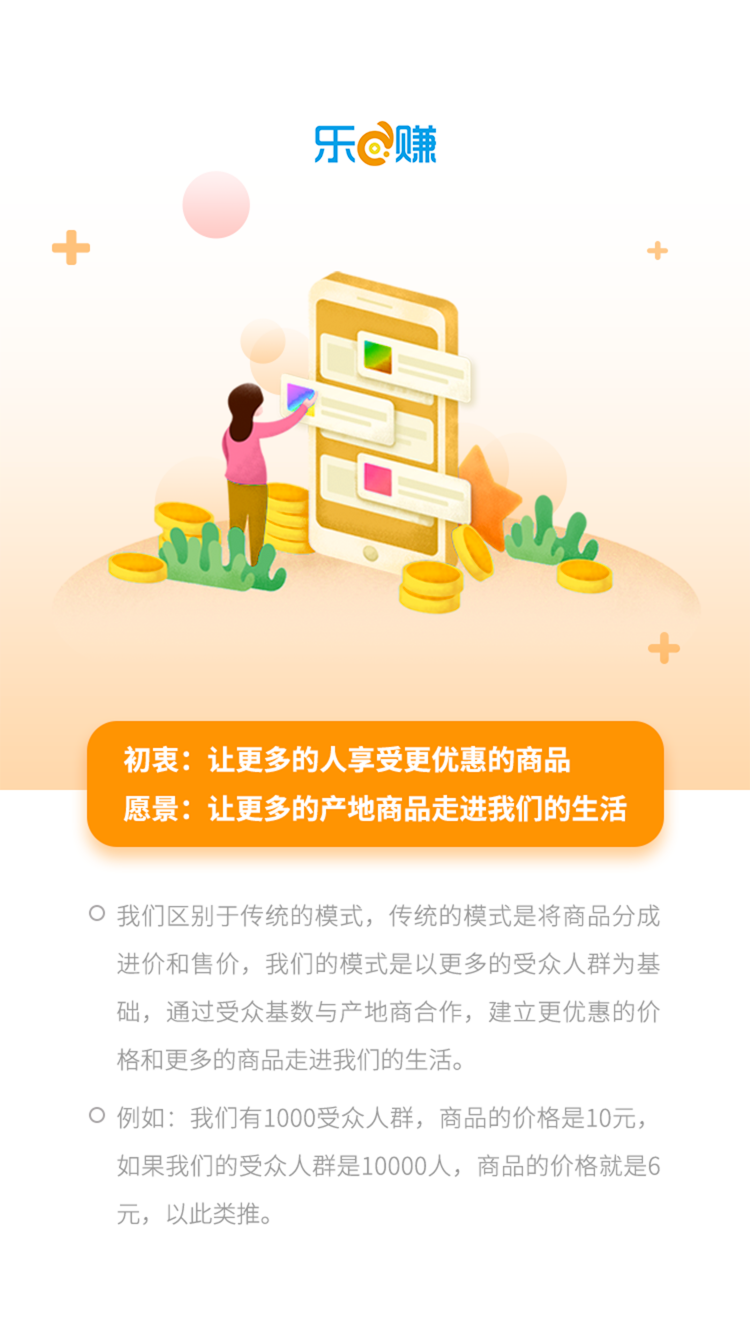 乐赚
初衷：让更多的人享受更优惠的商品
愿景：让更多的产地商品走进我们的生活
我们区别于传统的模式，传统的模式是将商品分成
进价和售价，我们的模式是以更多的受众人群为基
础，通过受众基数与产地商合作，建立更优惠的价
格和更多的商品走进我们的生活。
例如：我们有1000受众人群，商品的价格是10元，
如果我们的受众人群是10000人，商品的价格就是6
元，以此类推。